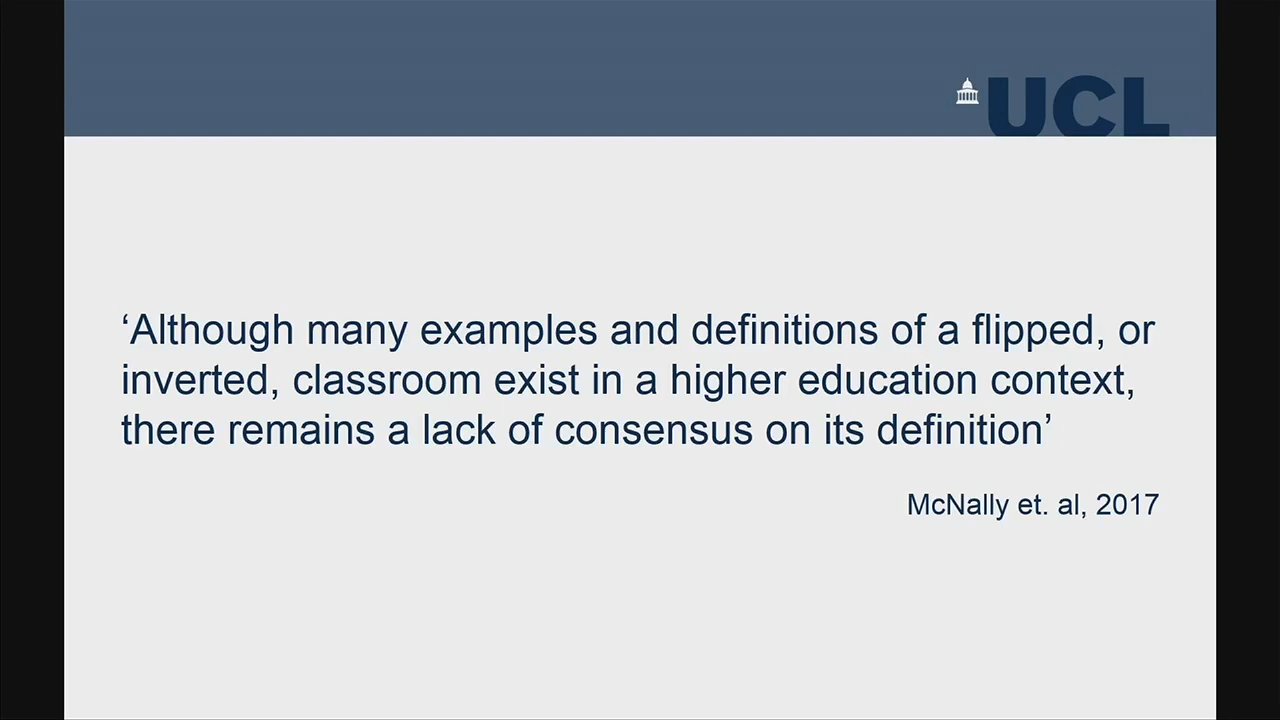 UCL
‘Although many examples and definitions of a flipped, or
inverted, classroom exist in a higher education context,
there remains a lack of consensus on its definition’
McNally et. al, 2017